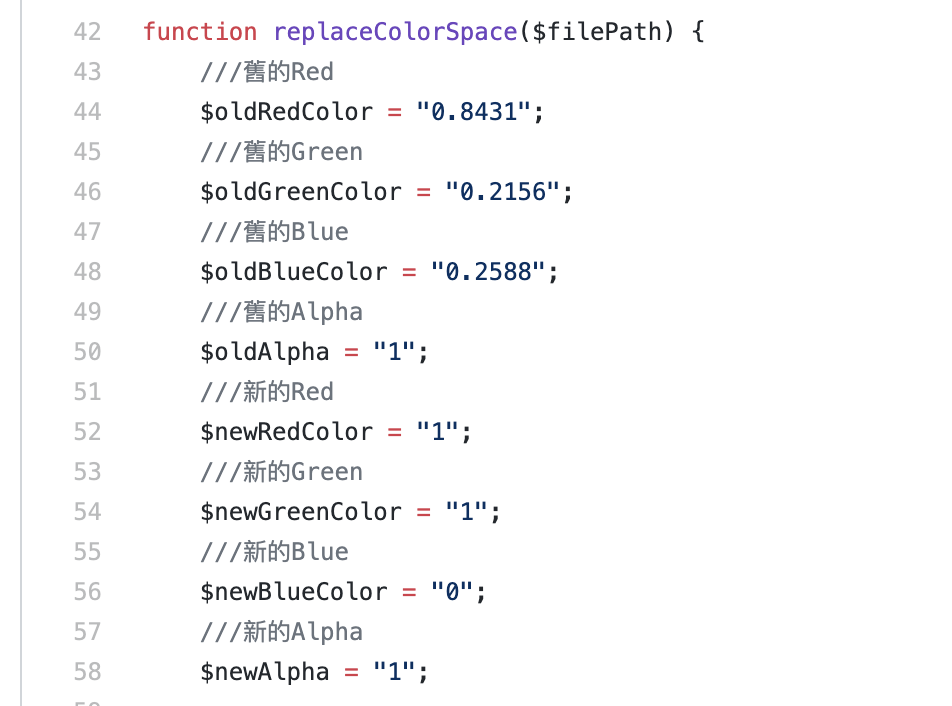 42 function replaceColorSpace($filePath) {
43 ///舊的Red
44 $oldRedColor = "0.8431";
45 ///舊的Green
46 $oldGreenColor = "0.2156";
47 ///舊的Blue
48 $oldBlueColor = "0.2588";
49 ///舊的Alpha
50 $oldAlpha = "1";
51 ///新的Red
52 $newRedColor = "1";
53 ///新的Green
54 $newGreenColor = "1";
55 ///新的Blue
56 $newBlueColor = "0";
57 ///新的Alpha
58 $newAlpha = "1";